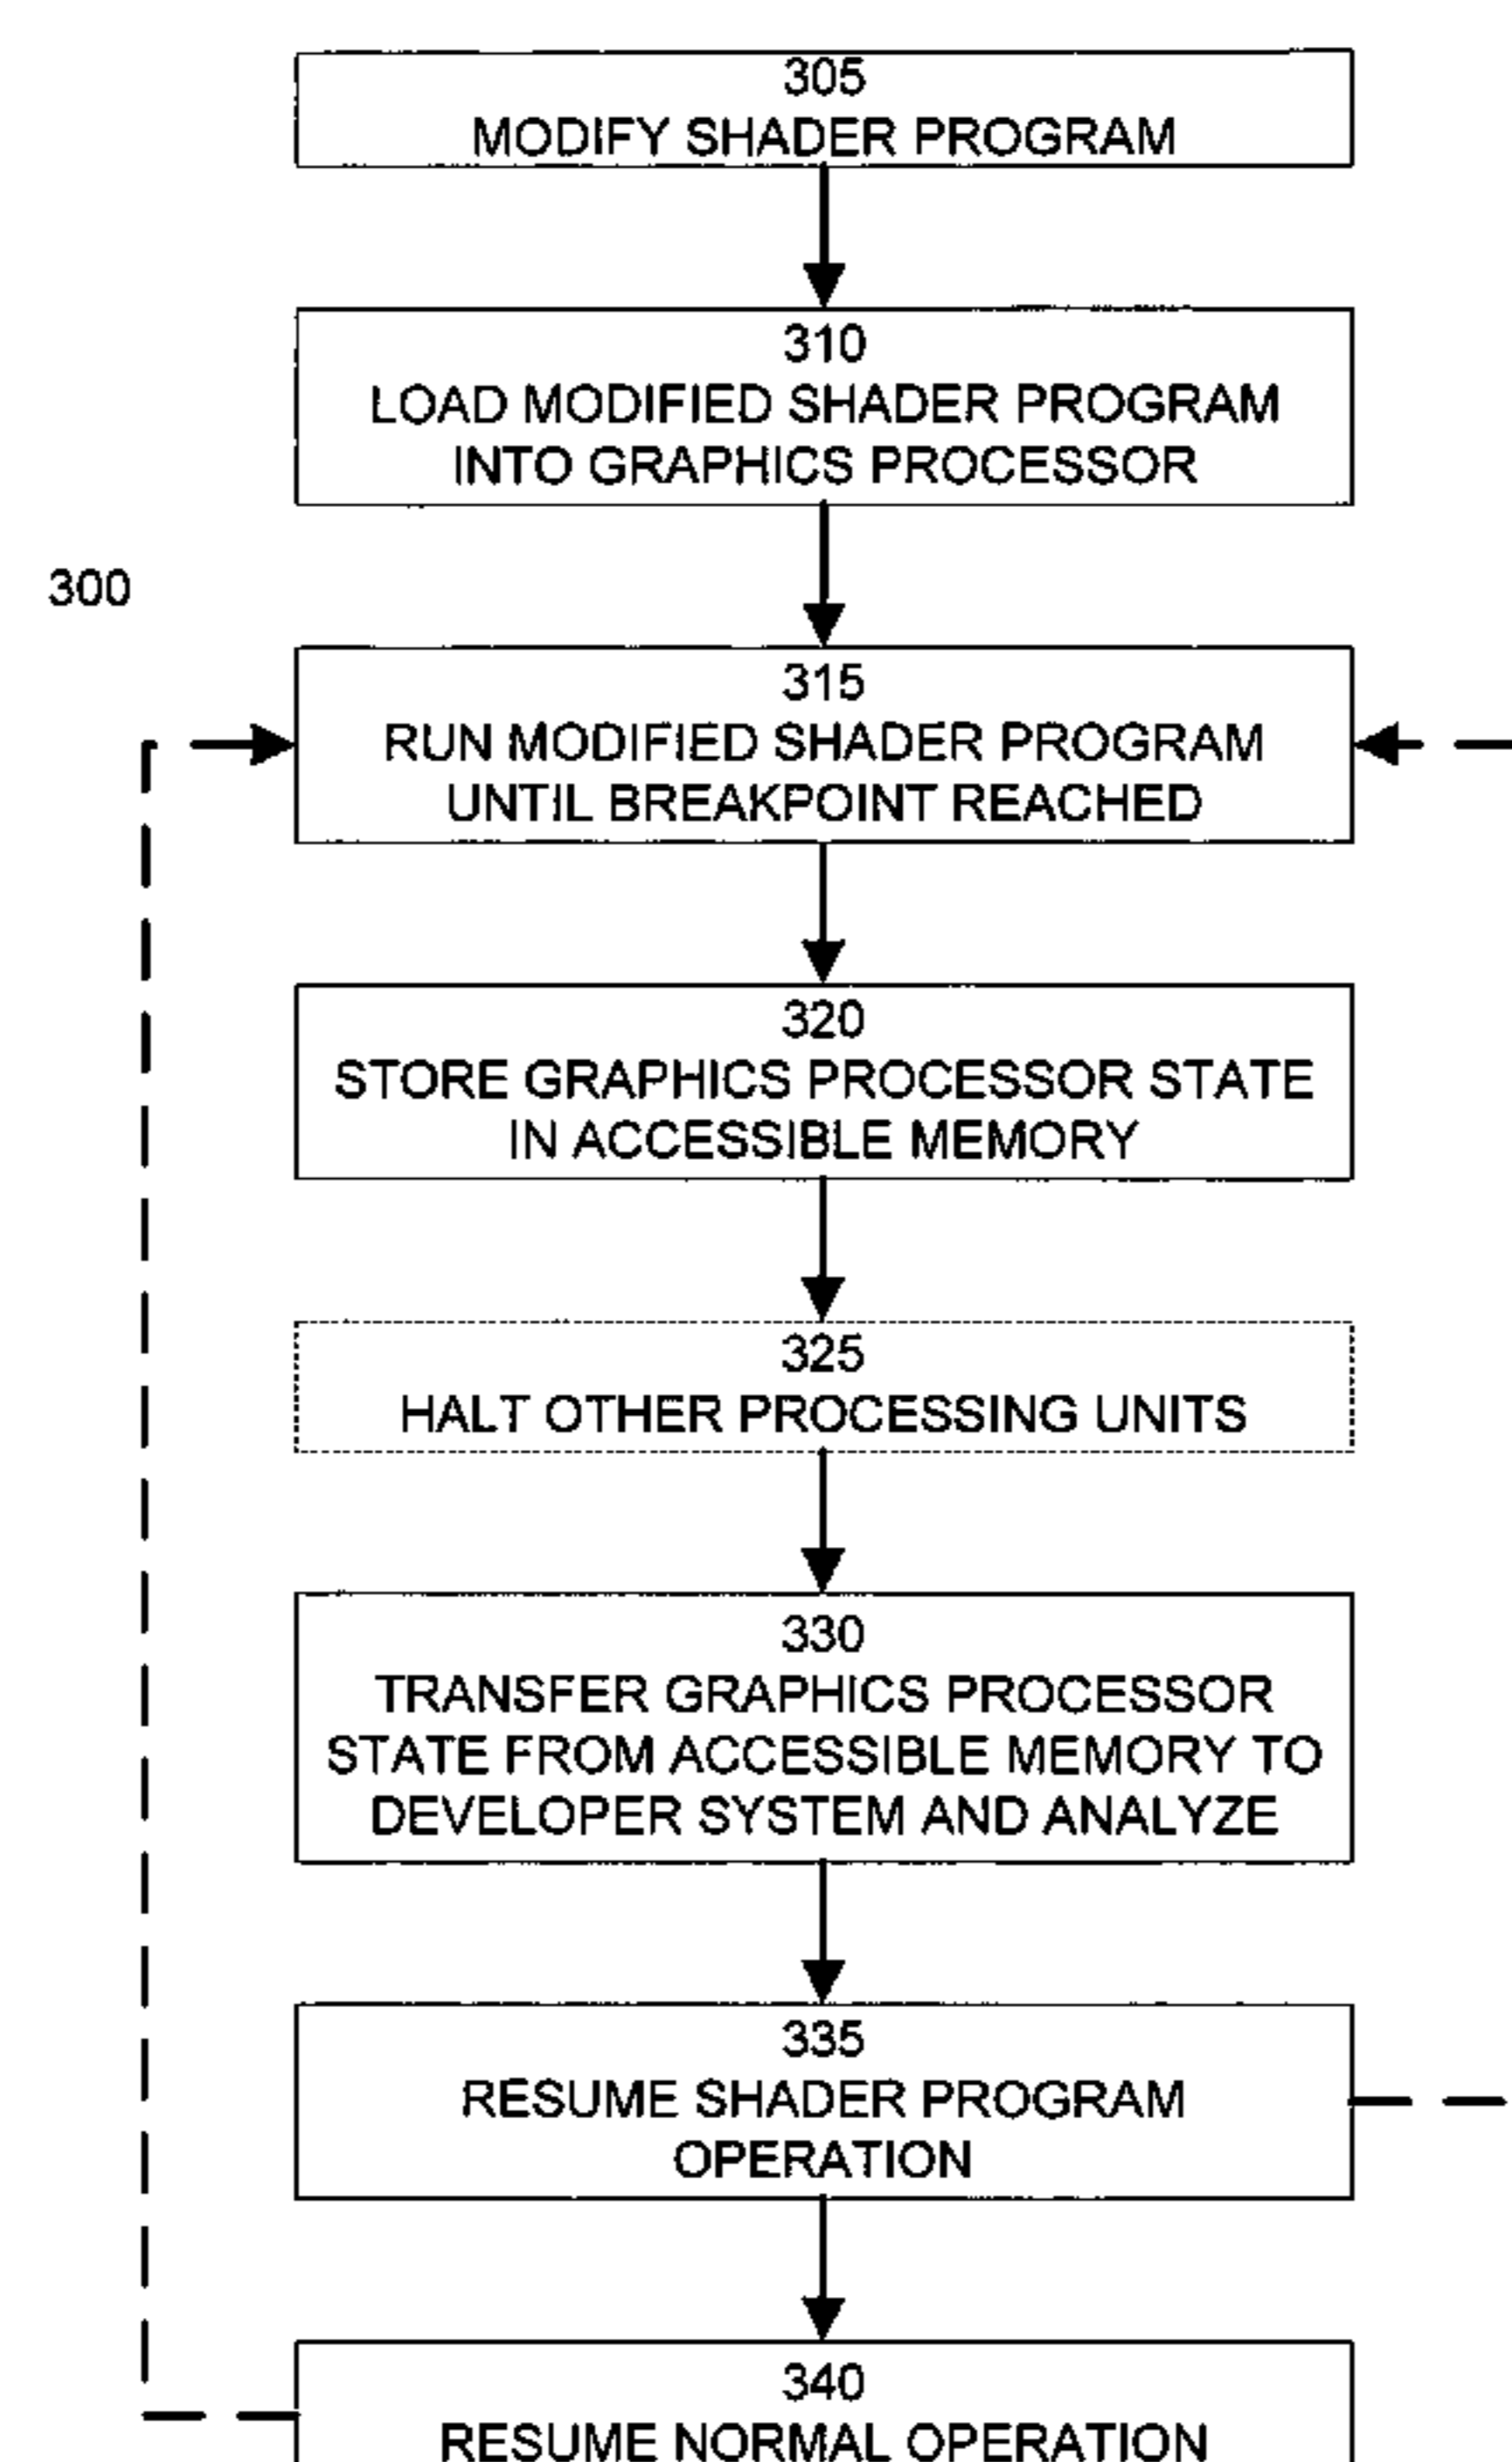 305
MODIFY SHADER PROGRAM
310
LOAD MODIFIED SHADER PROGRAM
INTO GRAPHICS PROCESSOR
300
315
RUN MODIFIED SHADER PROGRAM
UNTIL BREAKPOINT REACHED
320
STORE GRAPHICS PROCESSOR STATE
IN ACCESSIBLE MEMORY
325
HALT OTHER PROCESSING UNITS
330
TRANSFER GRAPHICS PROCESSOR
STATE FROM ACCESSIBLE MEMORY TO
DEVELOPER SYSTEM AND ANALYZE
335
RESUME SHADER PROGRAM
OPERATION
340
RESUME NORMAL OPERATION